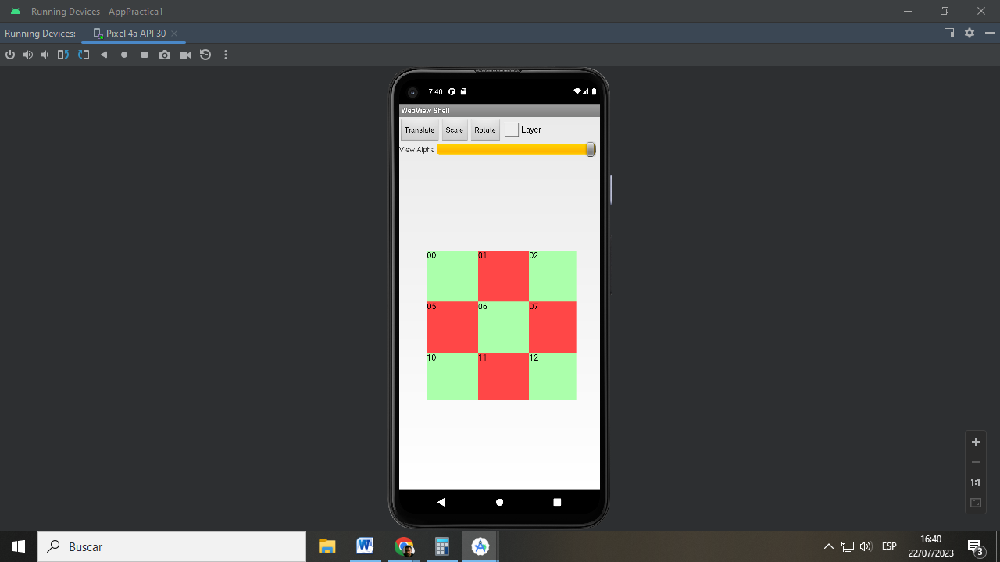 Running Devices - AppPractica1
Running Devices: Pixel 4a API 30
7:40
WebView Shell
Translate Scale Rotate Layer
View Alpha
00 01 02
05 06 07
10 11 12
1:1
Buscar
ESP
16:40
22/07/2023
3